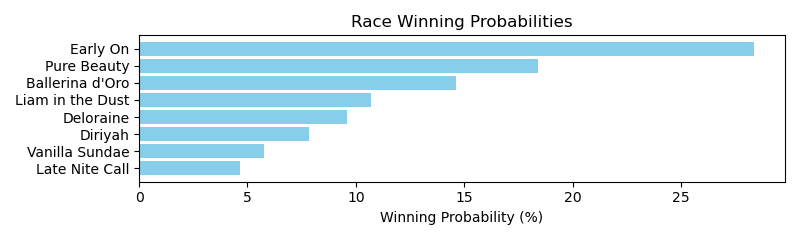 Race Winning Probabilities
Early On
Pure Beauty
Ballerina d'Oro
Liam in the Dust
Deloraine
Diriyah
Vanilla Sundae
Late Nite Call
0 5 10 15 20 25
Winning Probability (%)